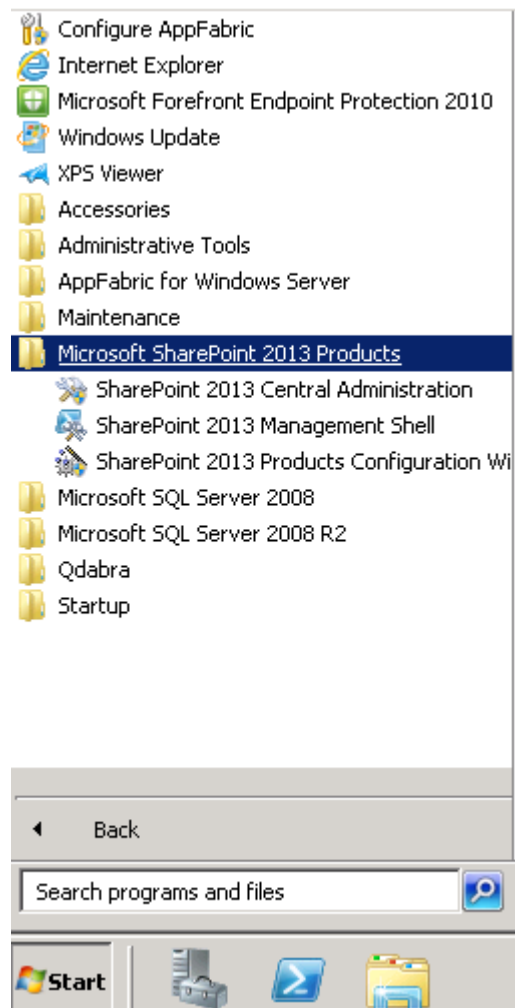 Configure AppFabric
Internet Explorer
Microsoft Forefront Endpoint Protection 2010
Windows Update
XPS Viewer
Accessories
Administrative Tools
AppFabric for Windows Server
Maintenance
Microsoft SharePoint 2013 Products
SharePoint 2013 Central Administration
SharePoint 2013 Management Shell
SharePoint 2013 Products Configuration Wi
Microsoft SQL Server 2008
Microsoft SQL Server 2008 R2
Qdabra
Startup
Back
Search programs and files
Start